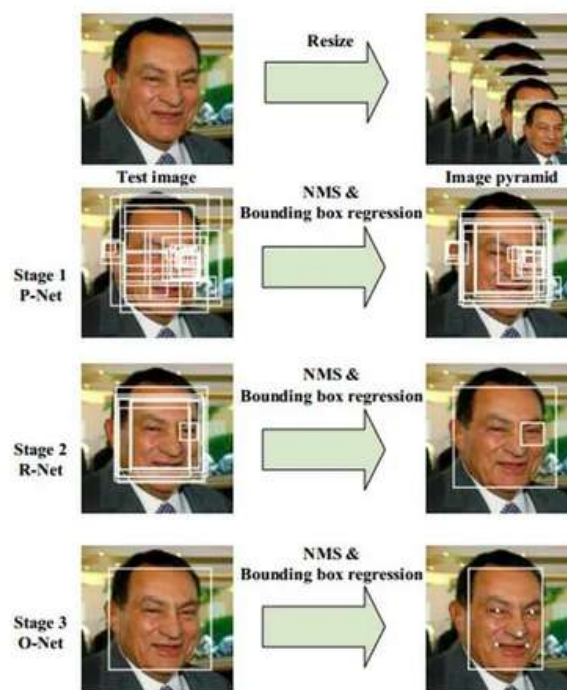 Resize
Test image
Image pyramid
NMS &
Bounding box regression
Stage 1
P-Net
NMS &
Bounding box regression
Stage 2
R-Net
NMS &
Bounding box regression
Stage 3
O-Net